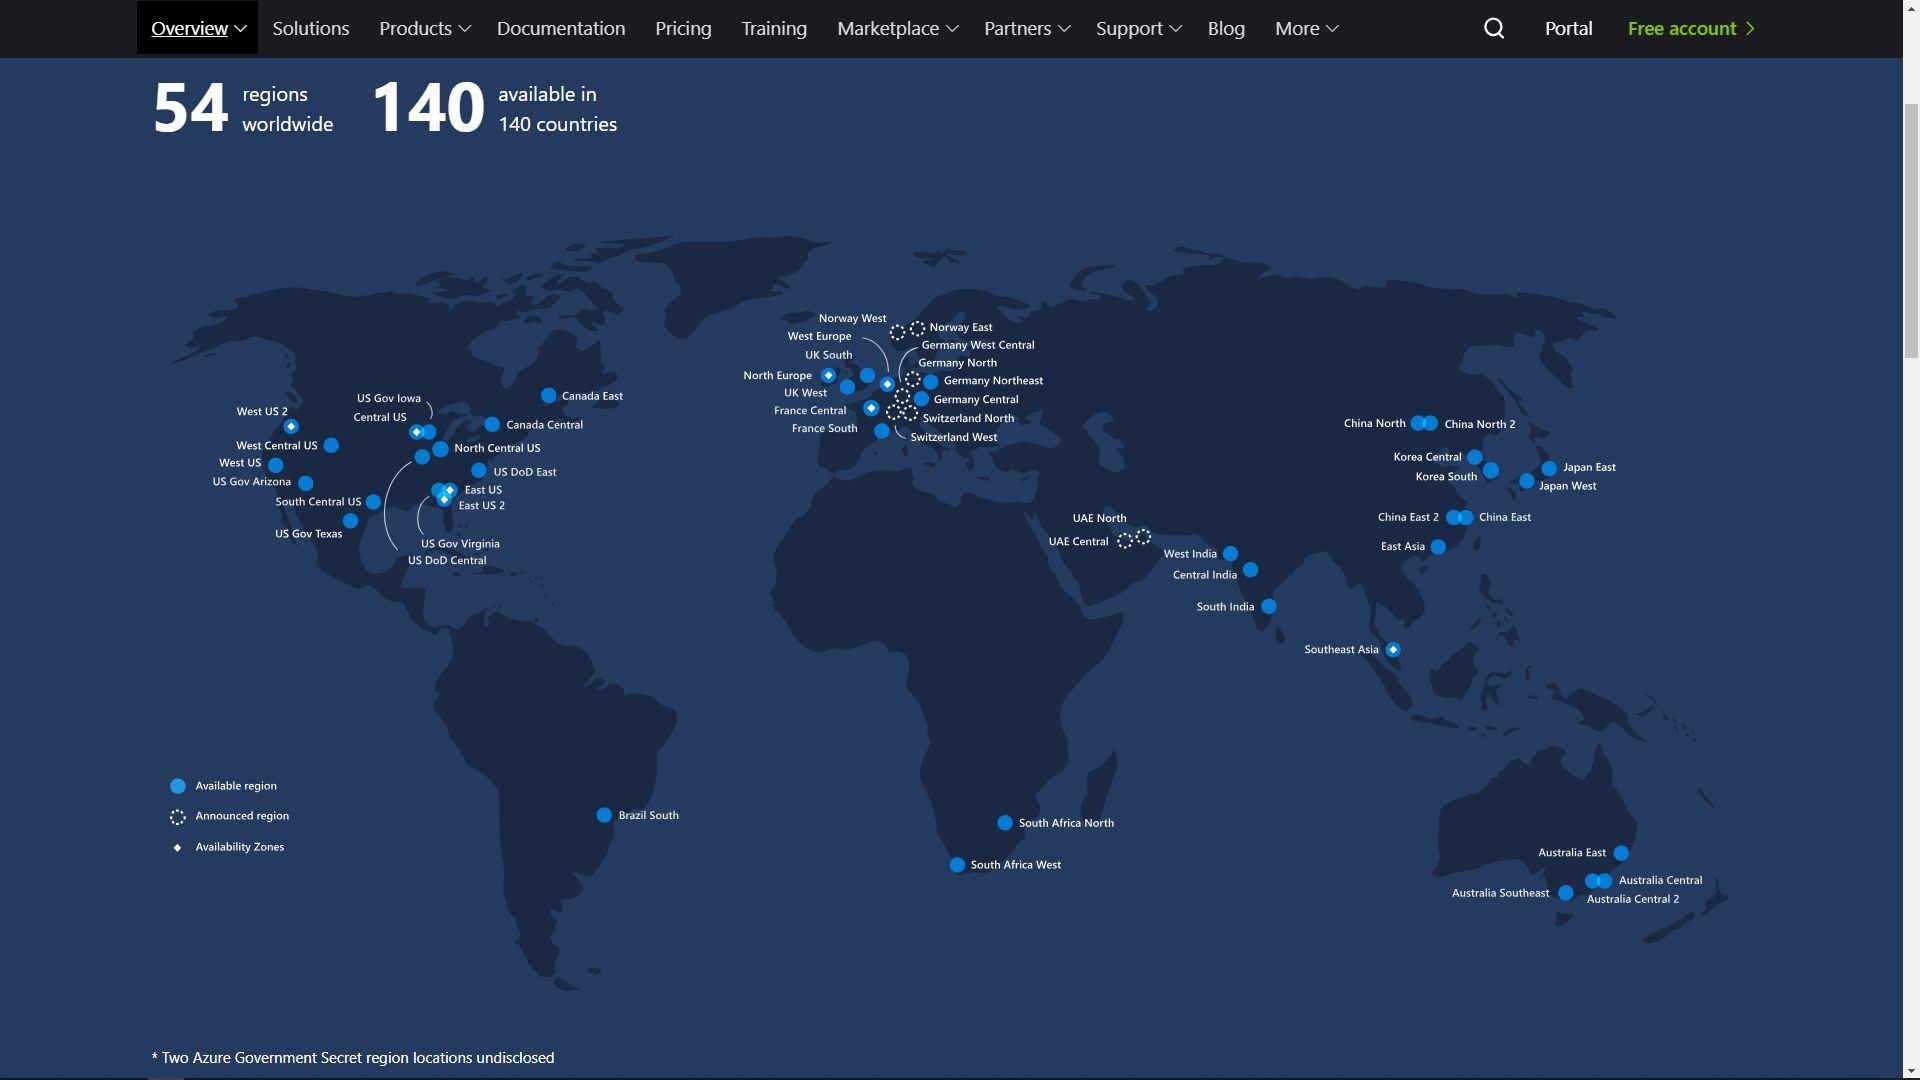 Overview
Solutions
Products
Documentation
Pricing
Training
Marketplace
Partners
Support
Blog
More
Portal
Free account
54 regions worldwide
140 available in 140 countries
Norway West
Norway East
West Europe
Germany West Central
UK South
Germany North
North Europe
Germany Northeast
UK West
Germany Central
France Central
Switzerland North
France South
Switzerland West
Canada East
US Gov Iowa
West US 2
Central US
Canada Central
West Central US
North Central US
West US
US DoD East
US Gov Arizona
East US
South Central US
East US 2
US Gov Texas
US Gov Virginia
US DoD Central
China North
China North 2
Korea Central
Japan East
Korea South
Japan West
UAE North
China East 2
China East
UAE Central
East Asia
West India
Central India
South India
Southeast Asia
Available region
Announced region
Availability Zones
Brazil South
South Africa North
South Africa West
Australia East
Australia Central
Australia Southeast
Australia Central 2
* Two Azure Government Secret region locations undisclosed